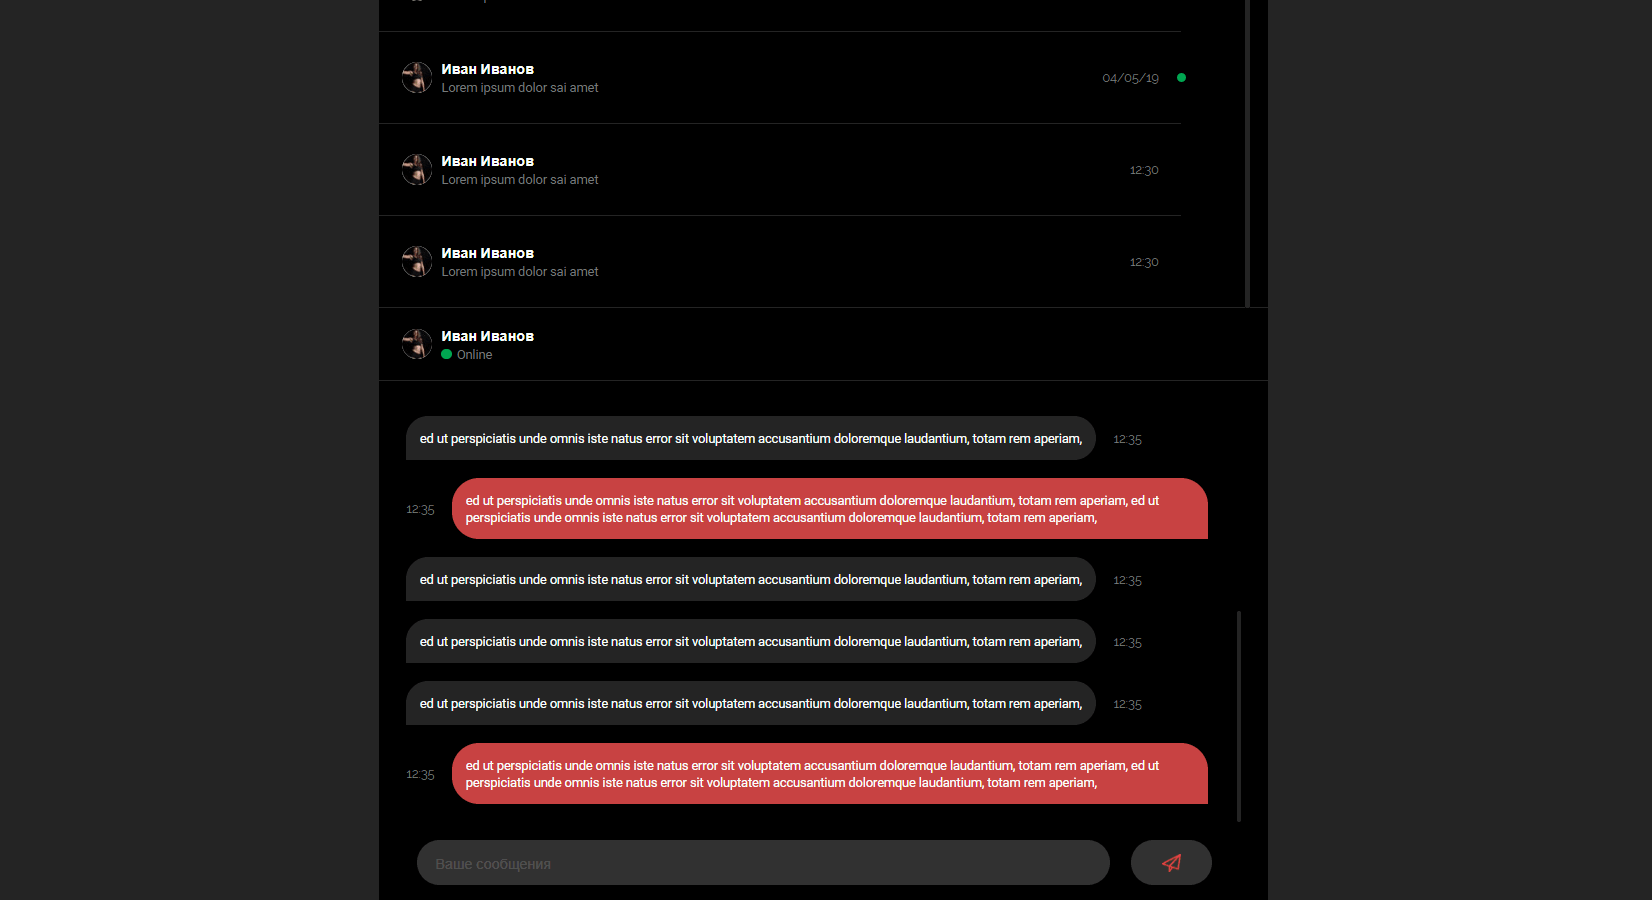 Иван Иванов
Lorem ipsum dolor sai amet
04/05/19
Иван Иванов
Lorem ipsum dolor sai amet
12:30
Иван Иванов
Lorem ipsum dolor sai amet
12:30
Иван Иванов
Online
ed ut perspiciatis unde omnis iste natus error sit voluptatem accusantium doloremque laudantium, totam rem aperiam,
12:35
12:35
ed ut perspiciatis unde omnis iste natus error sit voluptatem accusantium doloremque laudantium, totam rem aperiam, ed ut
perspiciatis unde omnis iste natus error sit voluptatem accusantium doloremque laudantium, totam rem aperiam,
ed ut perspiciatis unde omnis iste natus error sit voluptatem accusantium doloremque laudantium, totam rem aperiam,
12:35
ed ut perspiciatis unde omnis iste natus error sit voluptatem accusantium doloremque laudantium, totam rem aperiam,
12:35
ed ut perspiciatis unde omnis iste natus error sit voluptatem accusantium doloremque laudantium, totam rem aperiam,
12:35
12:35
ed ut perspiciatis unde omnis iste natus error sit voluptatem accusantium doloremque laudantium, totam rem aperiam, ed ut
perspiciatis unde omnis iste natus error sit voluptatem accusantium doloremque laudantium, totam rem aperiam,
Ваше сообщения